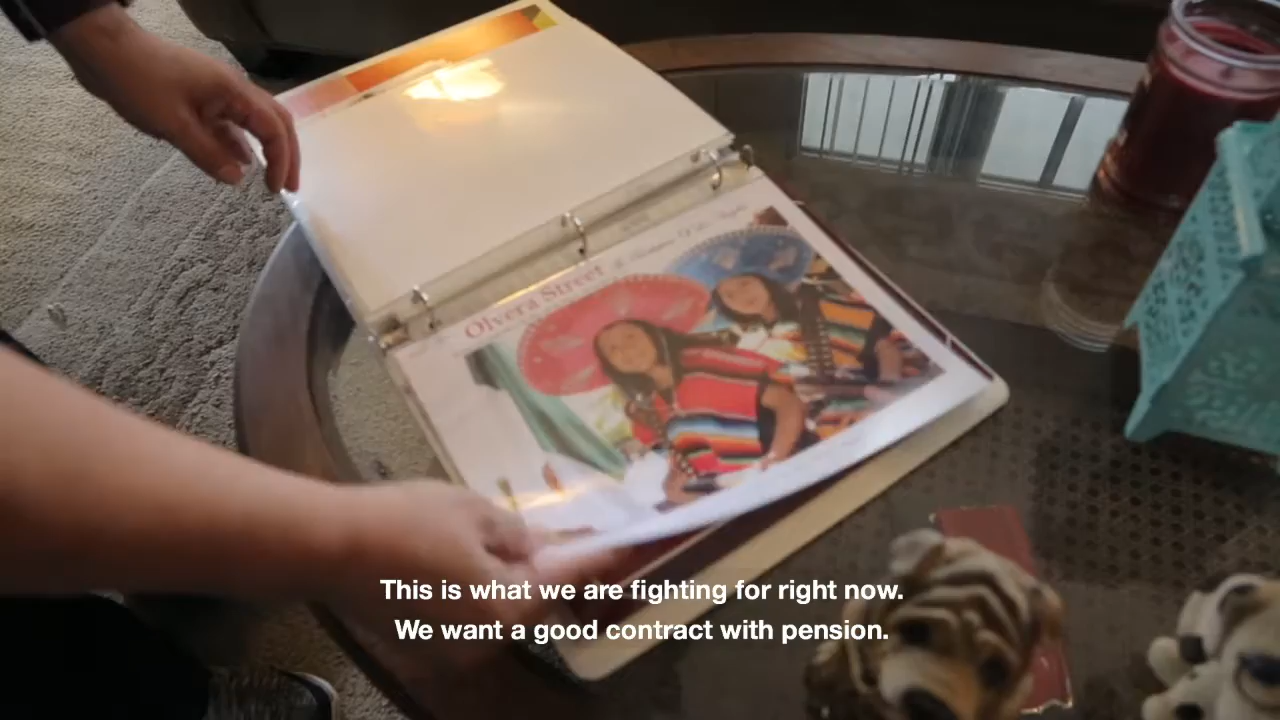 Olvera Street
This is what we are fighting for right now.
We want a good contract with pension.